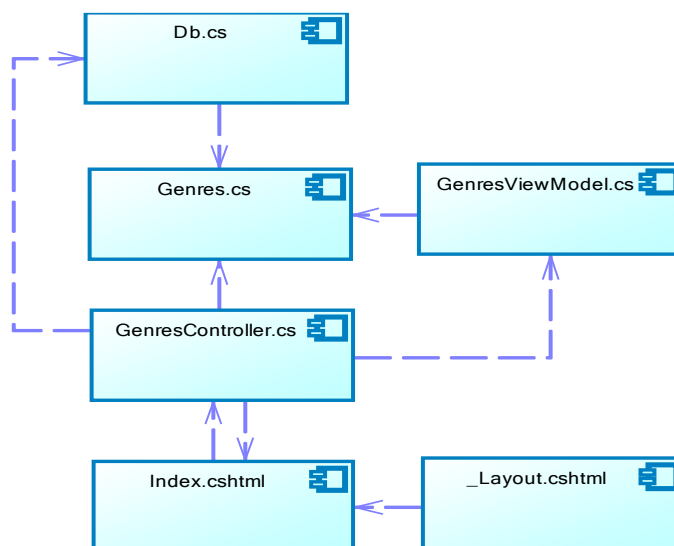 Db.cs
Genres.cs
GenresViewModel.cs
GenresController.cs
Index.cshtml
_Layout.cshtml